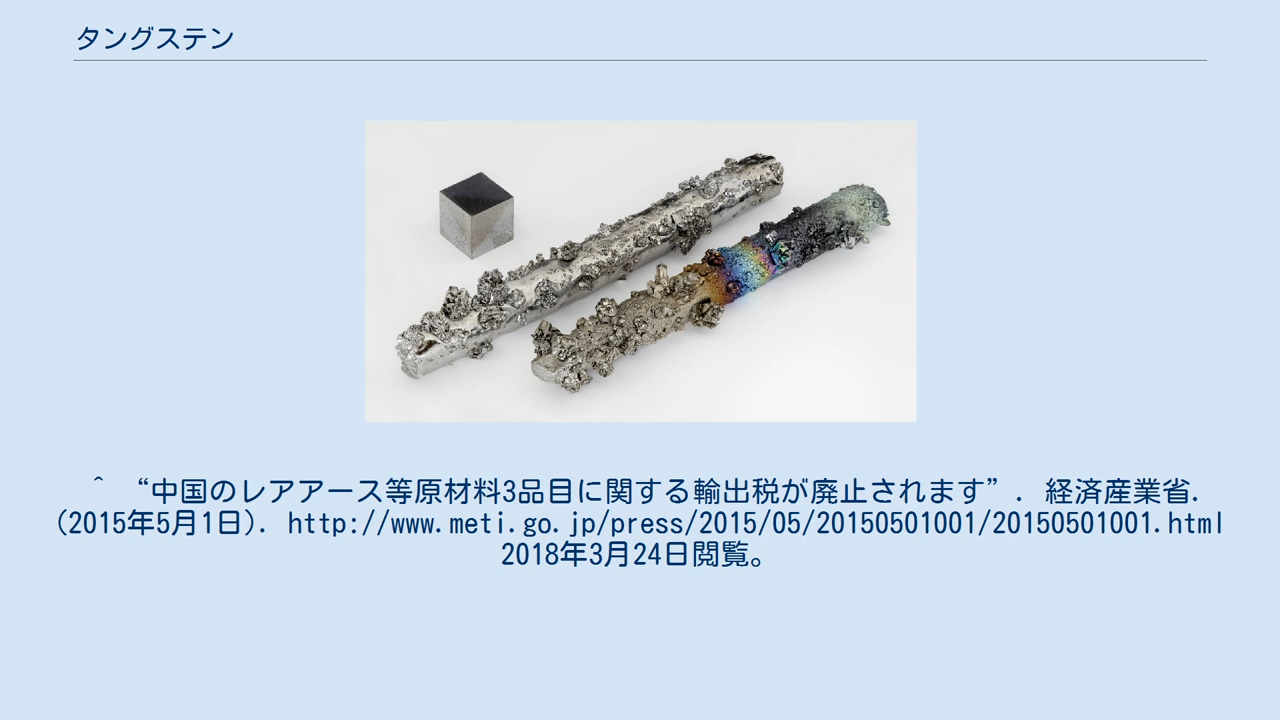 タングステン
^ “中国のレアアース等原材料3品目に関する輸出税が廃止されます”. 経済産業省.
(2015年5月1日). http://www.meti.go.jp/press/2015/05/20150501001/20150501001.html
2018年3月24日閲覧。